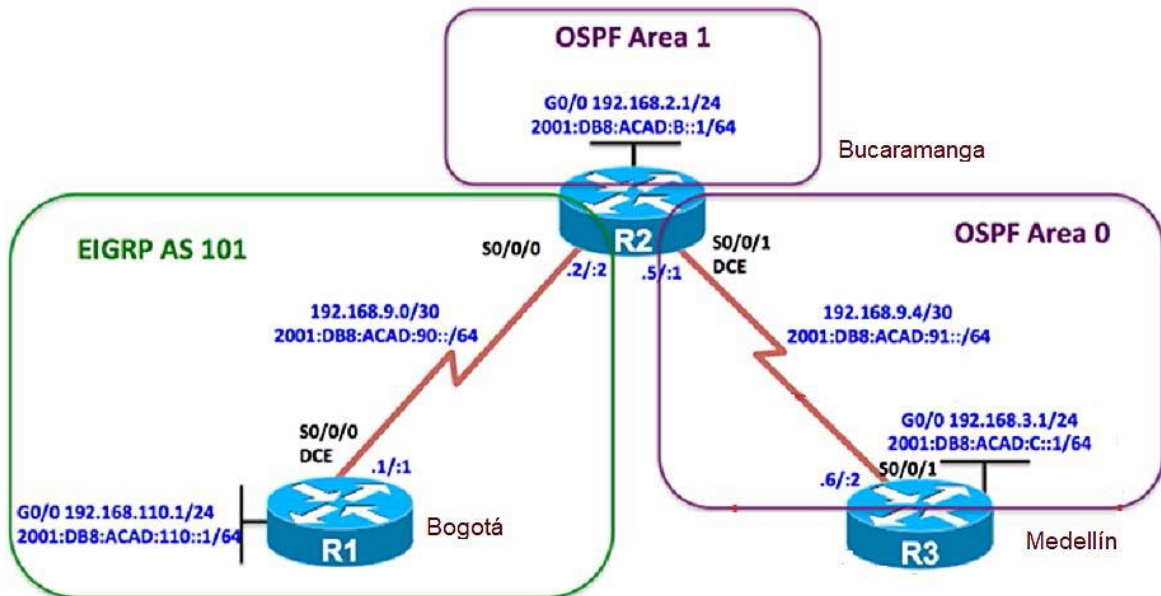 OSPF Area 1
G0/0 192.168.2.1/24
2001:DB8:ACAD:B::1/64
Bucaramanga
EIGRP AS 101
S0/0/0
R2
S0/0/1
DCE
OSPF Area 0
.2/:2
.5/:1
192.168.9.0/30
2001:DB8:ACAD:90::/64
192.168.9.4/30
2001:DB8:ACAD:91::/64
S0/0/0
DCE
.1/:1
G0/0 192.168.3.1/24
2001:DB8:ACAD:C::1/64
.6/:2
S0/0/1
G0/0 192.168.110.1/24
2001:DB8:ACAD:110::1/64
R1
Bogotá
R3
Medellín